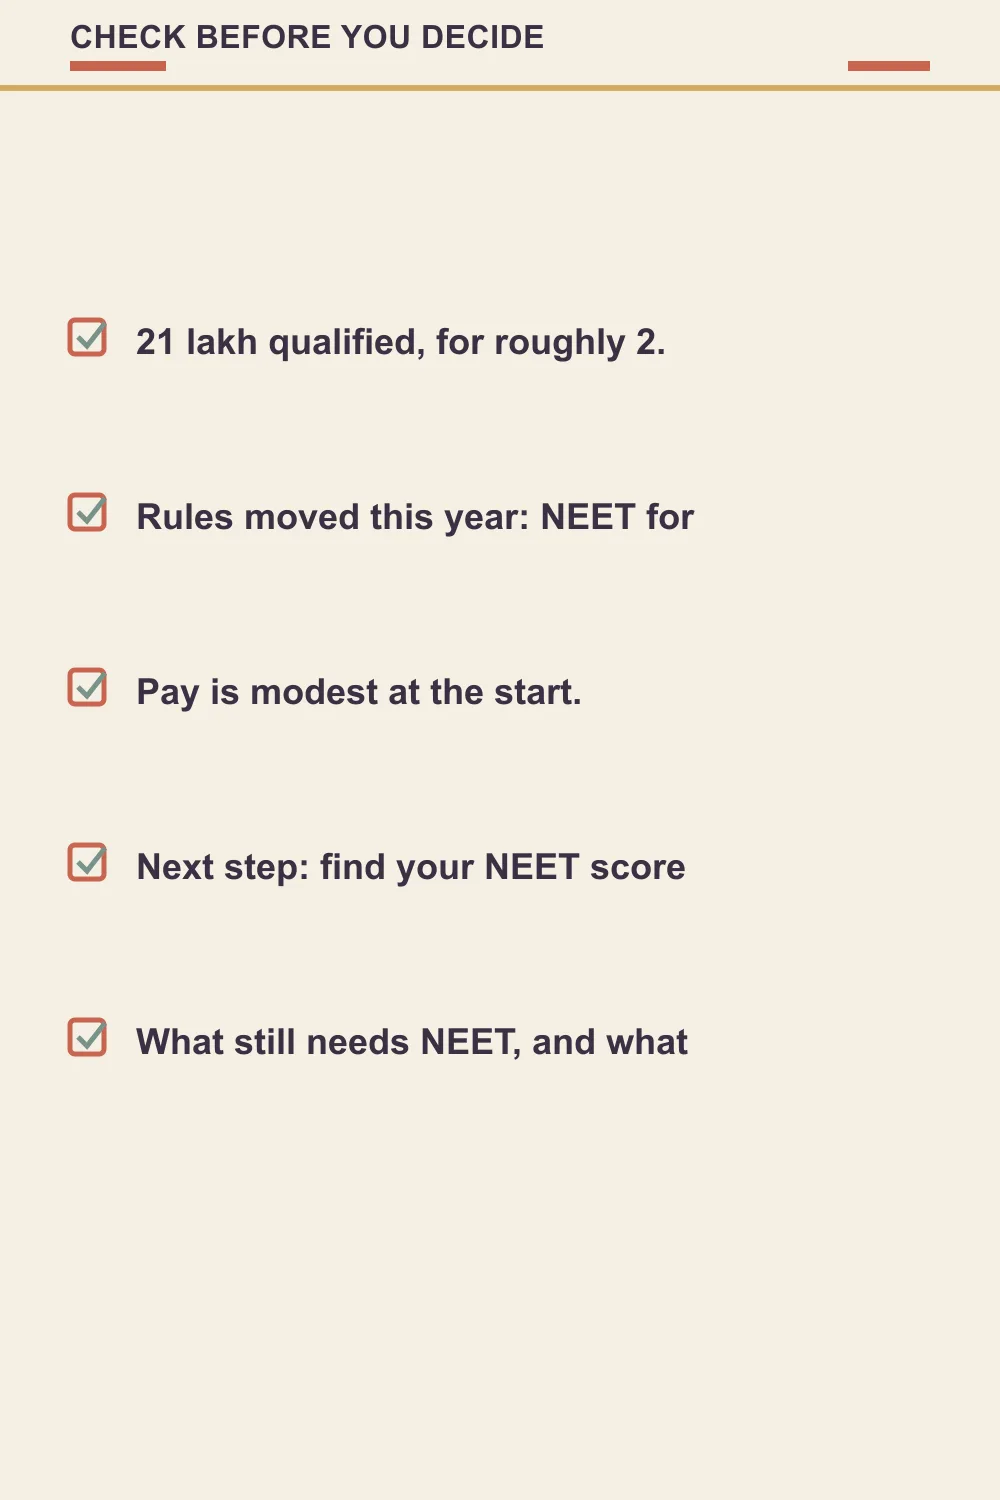 CHECK BEFORE YOU DECIDE
21 lakh qualified, for roughly 2.
Rules moved this year: NEET for
Pay is modest at the start.
Next step: find your NEET score
What still needs NEET, and what